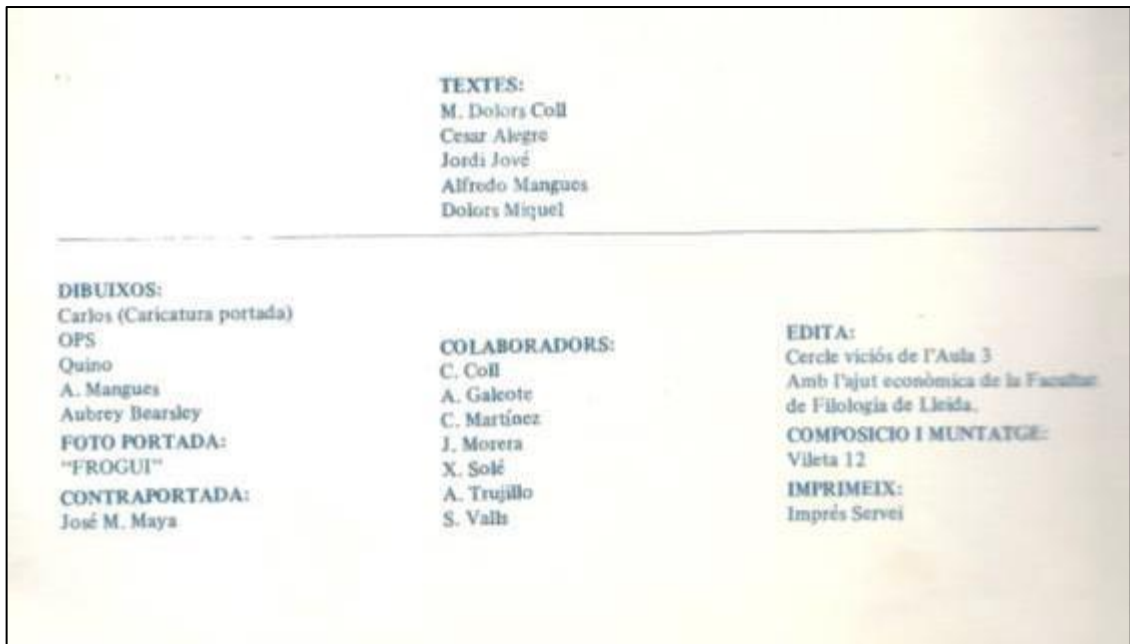 TEXTES:
M. Dolors Coll
Cesar Alegre
Jordi Jové
Alfredo Mangues
Dolors Miquel
DIBUIXOS:
Carlos (Caricatura portada)
OPS
Quino
A. Mangues
Aubrey Bearsley
FOTO PORTADA:
"FROGUI"
CONTRAPORTADA:
José M. Maya
COLABORADORS:
C. Coll
A. Galeote
C. Martínez
J. Morera
X. Solé
A. Trujillo
S. Valls
EDITA:
Cercle viciós de l'Aula 3
Amb l'ajut econòmica de la Facultat
de Filologia de Lleida.
COMPOSICIO I MUNTATGE:
Vileta 12
IMPRIMEIX:
Imprés Servei